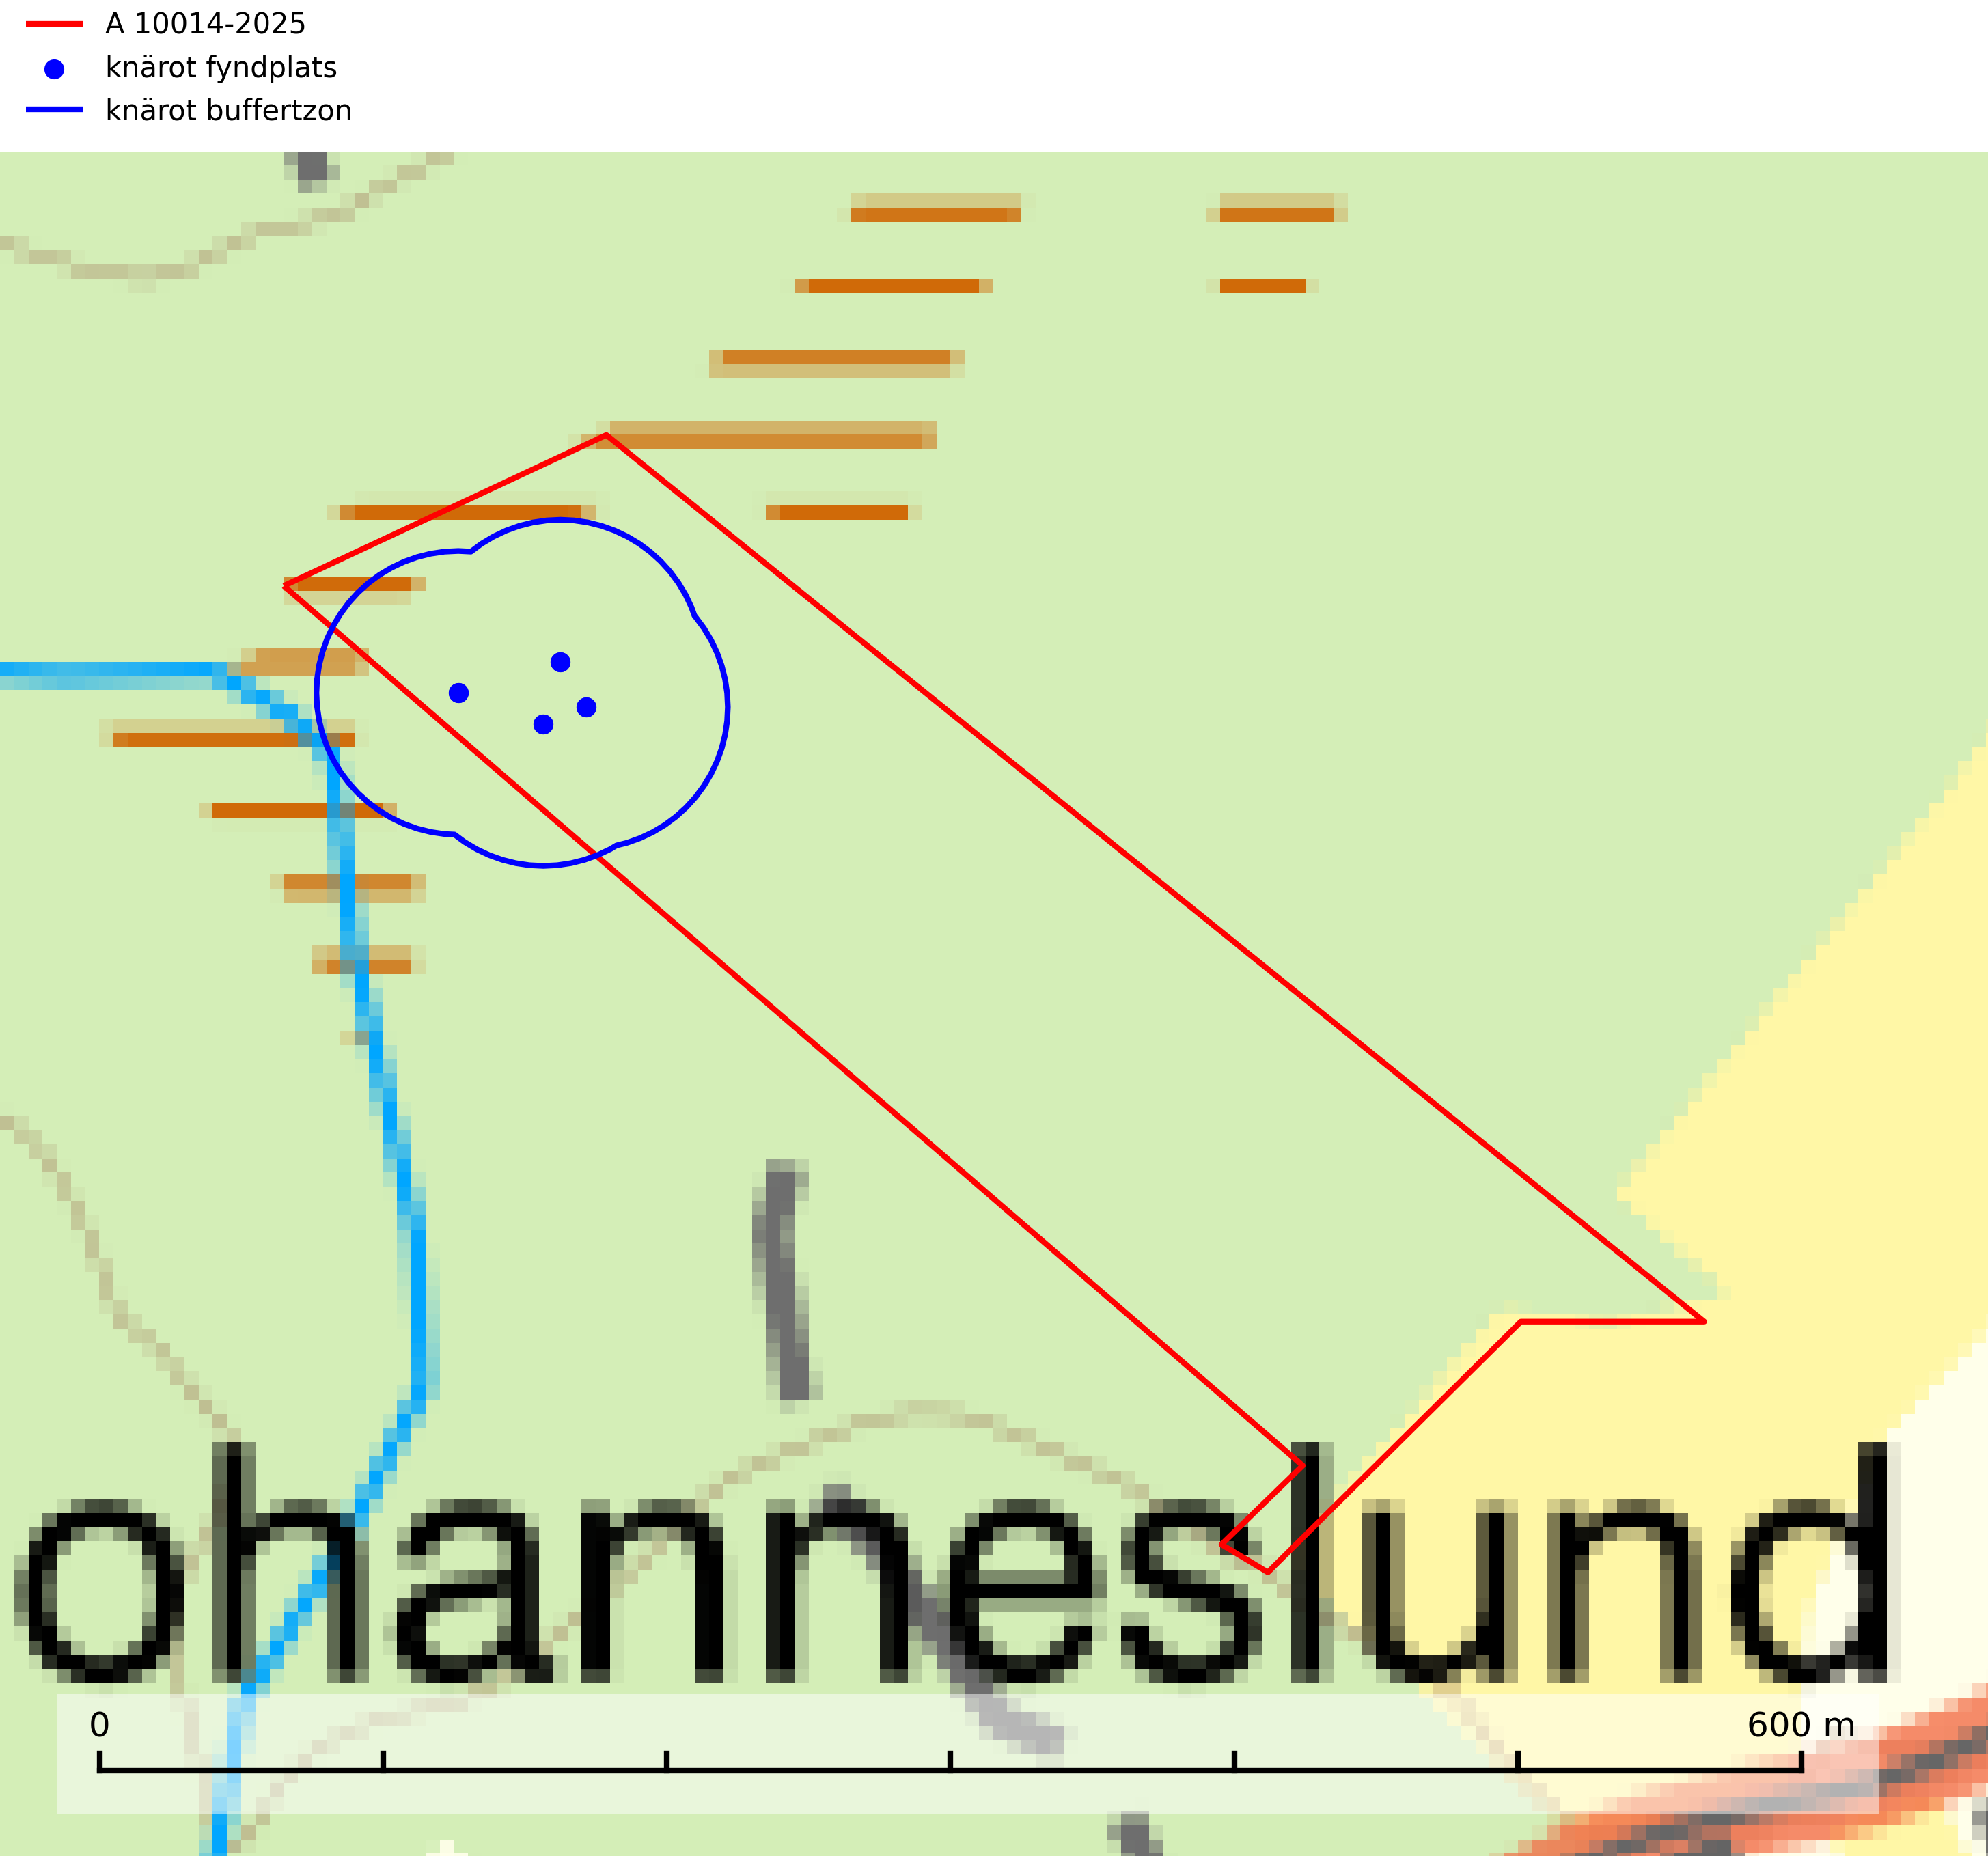 A 10014-2025
knärot fyndplats
knärot buffertzon
ohanneslund
0 600 m